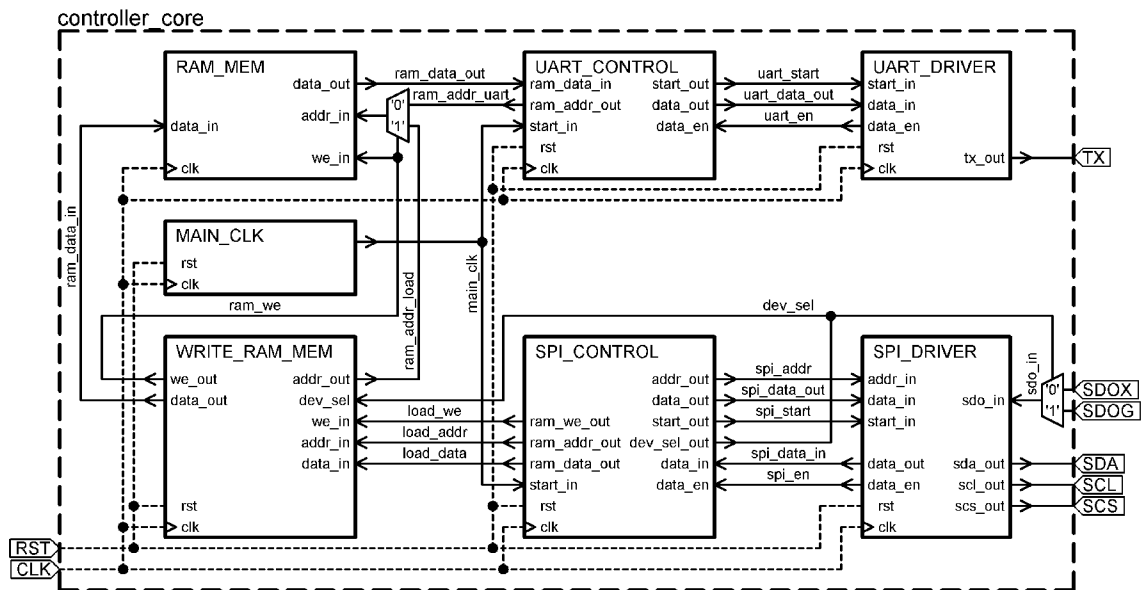 controller_core
RAM_MEM
data_out
addr_in
data_in
we_in
clk
ram_data_out
ram_addr_uart
'0'
'1'
UART_CONTROL
ram_data_in
start_out
ram_addr_out
data_out
start_in
data_en
rst
clk
uart_start
uart_data_out
uart_en
UART_DRIVER
start_in
data_in
data_en
rst
tx_out
clk
TX
ram_data_in
MAIN_CLK
rst
clk
main_clk
ram_we
ram_addr_load
dev_sel
WRITE_RAM_MEM
we_out
addr_out
data_out
dev_sel
we_in
addr_in
data_in
rst
clk
load_we
load_addr
load_data
SPI_CONTROL
addr_out
data_out
ram_we_out
start_out
ram_addr_out
dev_sel_out
ram_data_out
data_in
start_in
data_en
rst
clk
spi_addr
spi_data_out
spi_start
spi_data_in
spi_en
SPI_DRIVER
addr_in
data_in
sdo_in
start_in
data_out
sda_out
data_en
scl_out
rst
scs_out
clk
sdo_in
'0'
'1'
SDOX
SDOG
SDA
SCL
SCS
RST
CLK